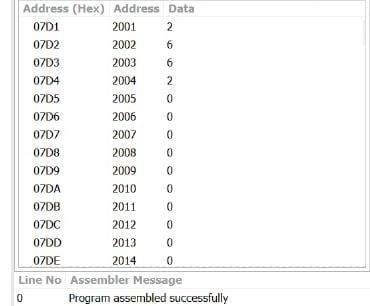 Address (Hex) Address Data
07D1 2001 2
07D2 2002 6
07D3 2003 6
07D4 2004 2
07D5 2005 0
07D6 2006 0
07D7 2007 0
07D8 2008 0
07D9 2009 0
07DA 2010 0
07DB 2011 0
07DC 2012 0
07DD 2013 0
07DE 2014 0
Line No Assembler Message
0 Program assembled successfully